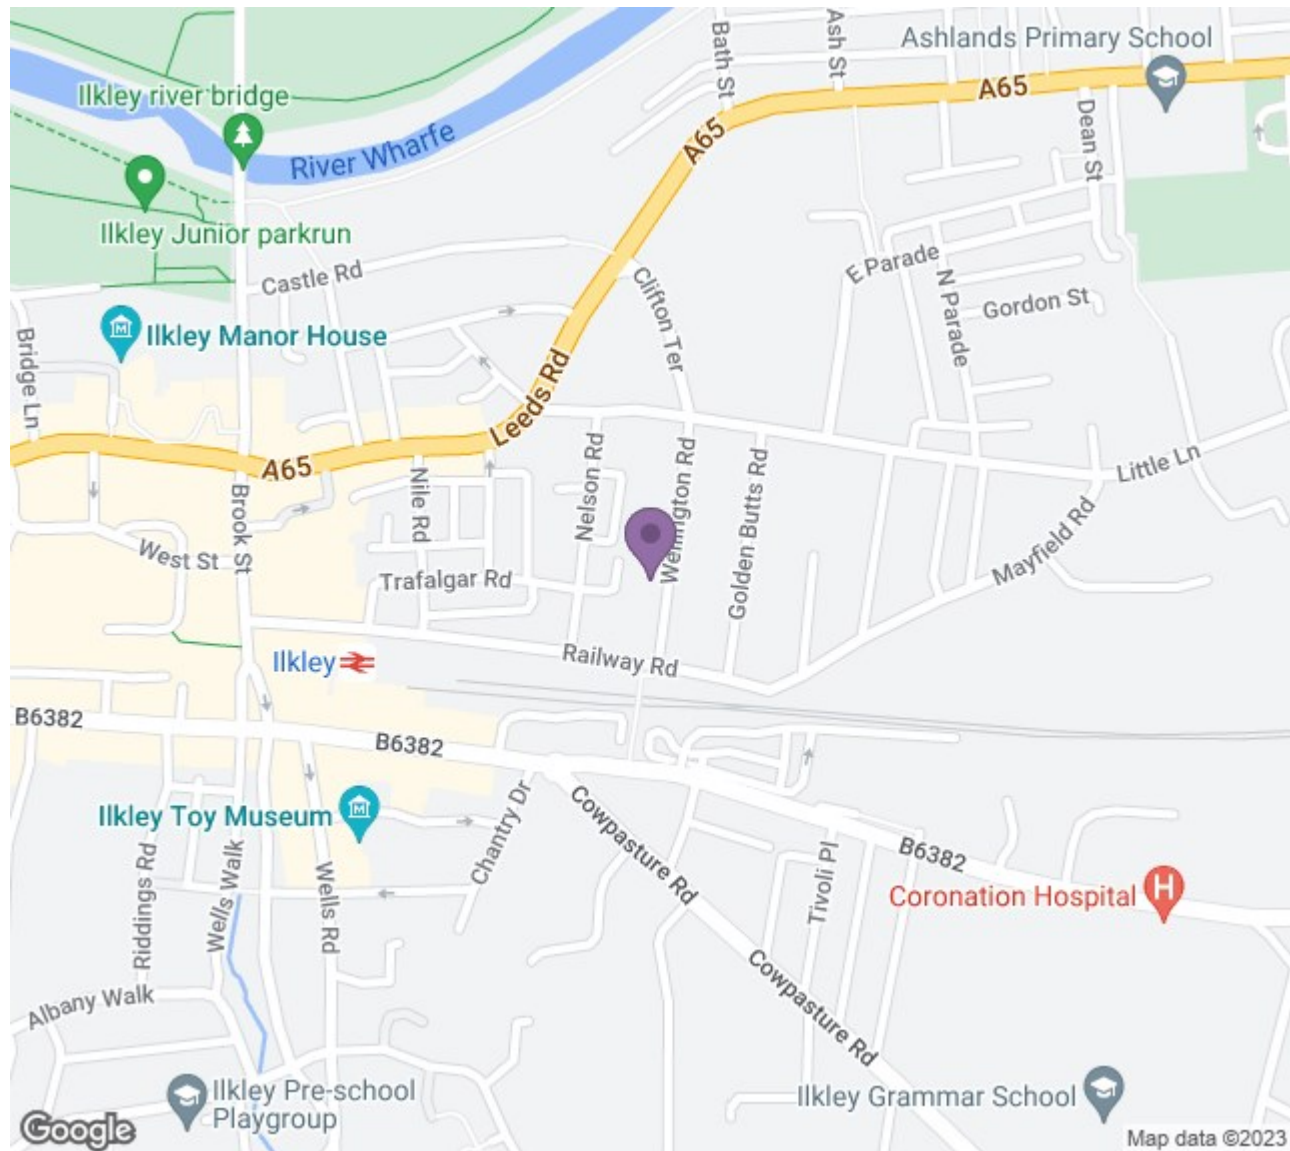 Bath St
Ash St
Ashlands Primary School
A65
Ilkley river bridge
River Wharfe
A65
Dean St
Ilkley Junior parkrun
Castle Rd
Clifton Ter
E Parade
N Parade
Gordon St
Ilkley Manor House
Bridge Ln
Leeds Rd
A65
Brook St
Nile Rd
Nelson Rd
Wellington Rd
Golden Butts Rd
Little Ln
Mayfield Rd
West St
Trafalgar Rd
Ilkley
Railway Rd
B6382
B6382
Ilkley Toy Museum
Chantry Dr
Cowpasture Rd
B6382
Riddings Rd
Wells Walk
Wells Rd
Tivoli Pl
Coronation Hospital
H
Albany Walk
Cowpasture Rd
Ilkley Pre-school
Playgroup
Ilkley Grammar School
Google
Map data ©2023